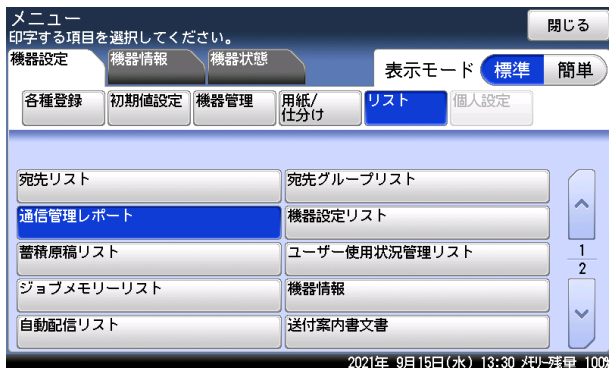 メニュー
閉じる
印字する項目を選択してください。
機器設定
機器情報
機器状態
表示モード
標準
簡単
各種登録
初期値設定
機器管理
用紙/
仕分け
リスト
個人設定
宛先リスト
宛先グループリスト
通信管理レポート
機器設定リスト
蓄積原稿リスト
ユーザー使用状況管理リスト
1
2
ジョブメモリーリスト
機器情報
自動配信リスト
送付案内書文書
2021年 9月15日(水) 13:30 メモリー残量 100%